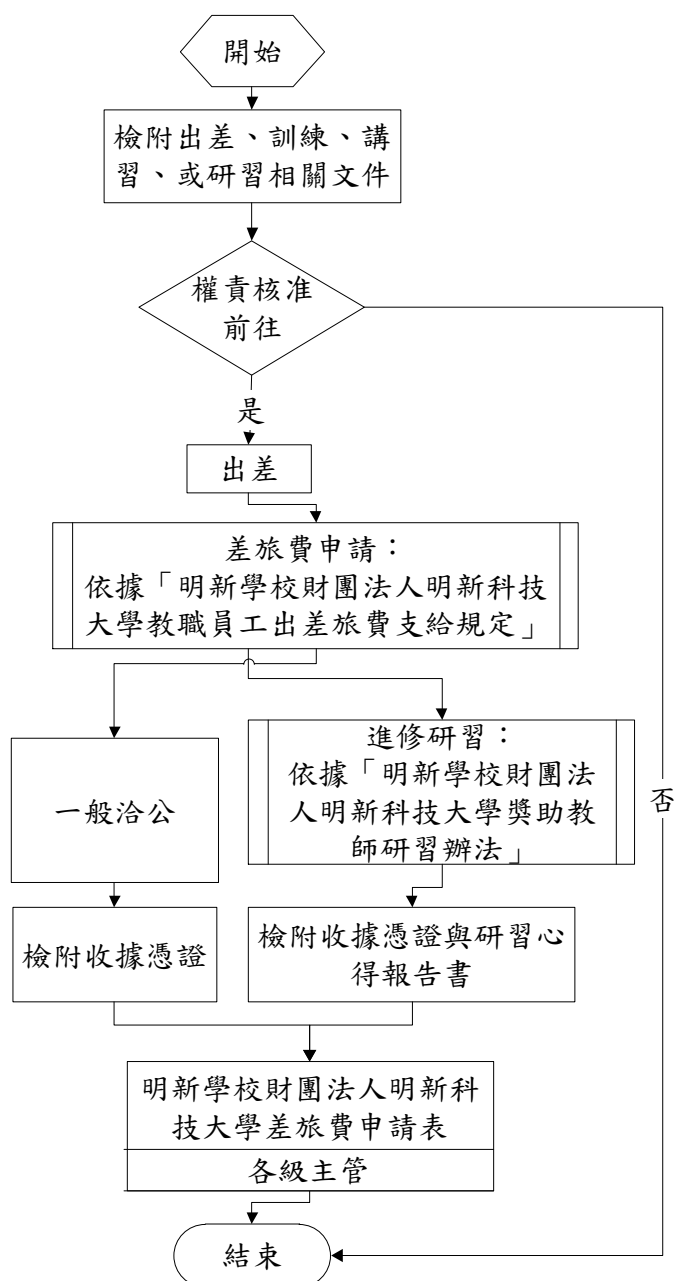 開始
檢附出差、訓練、講
習、或研習相關文件
權責核准
前往
是
出差
差旅費申請：
依據「明新學校財團法人明新科技
大學教職員工出差旅費支給規定」
進修研習：
依據「明新學校財團法
人明新科技大學獎助教
師研習辦法」
一般洽公
否
檢附收據憑證
檢附收據憑證與研習心
得報告書
明新學校財團法人明新科
技大學差旅費申請表
各級主管
結束